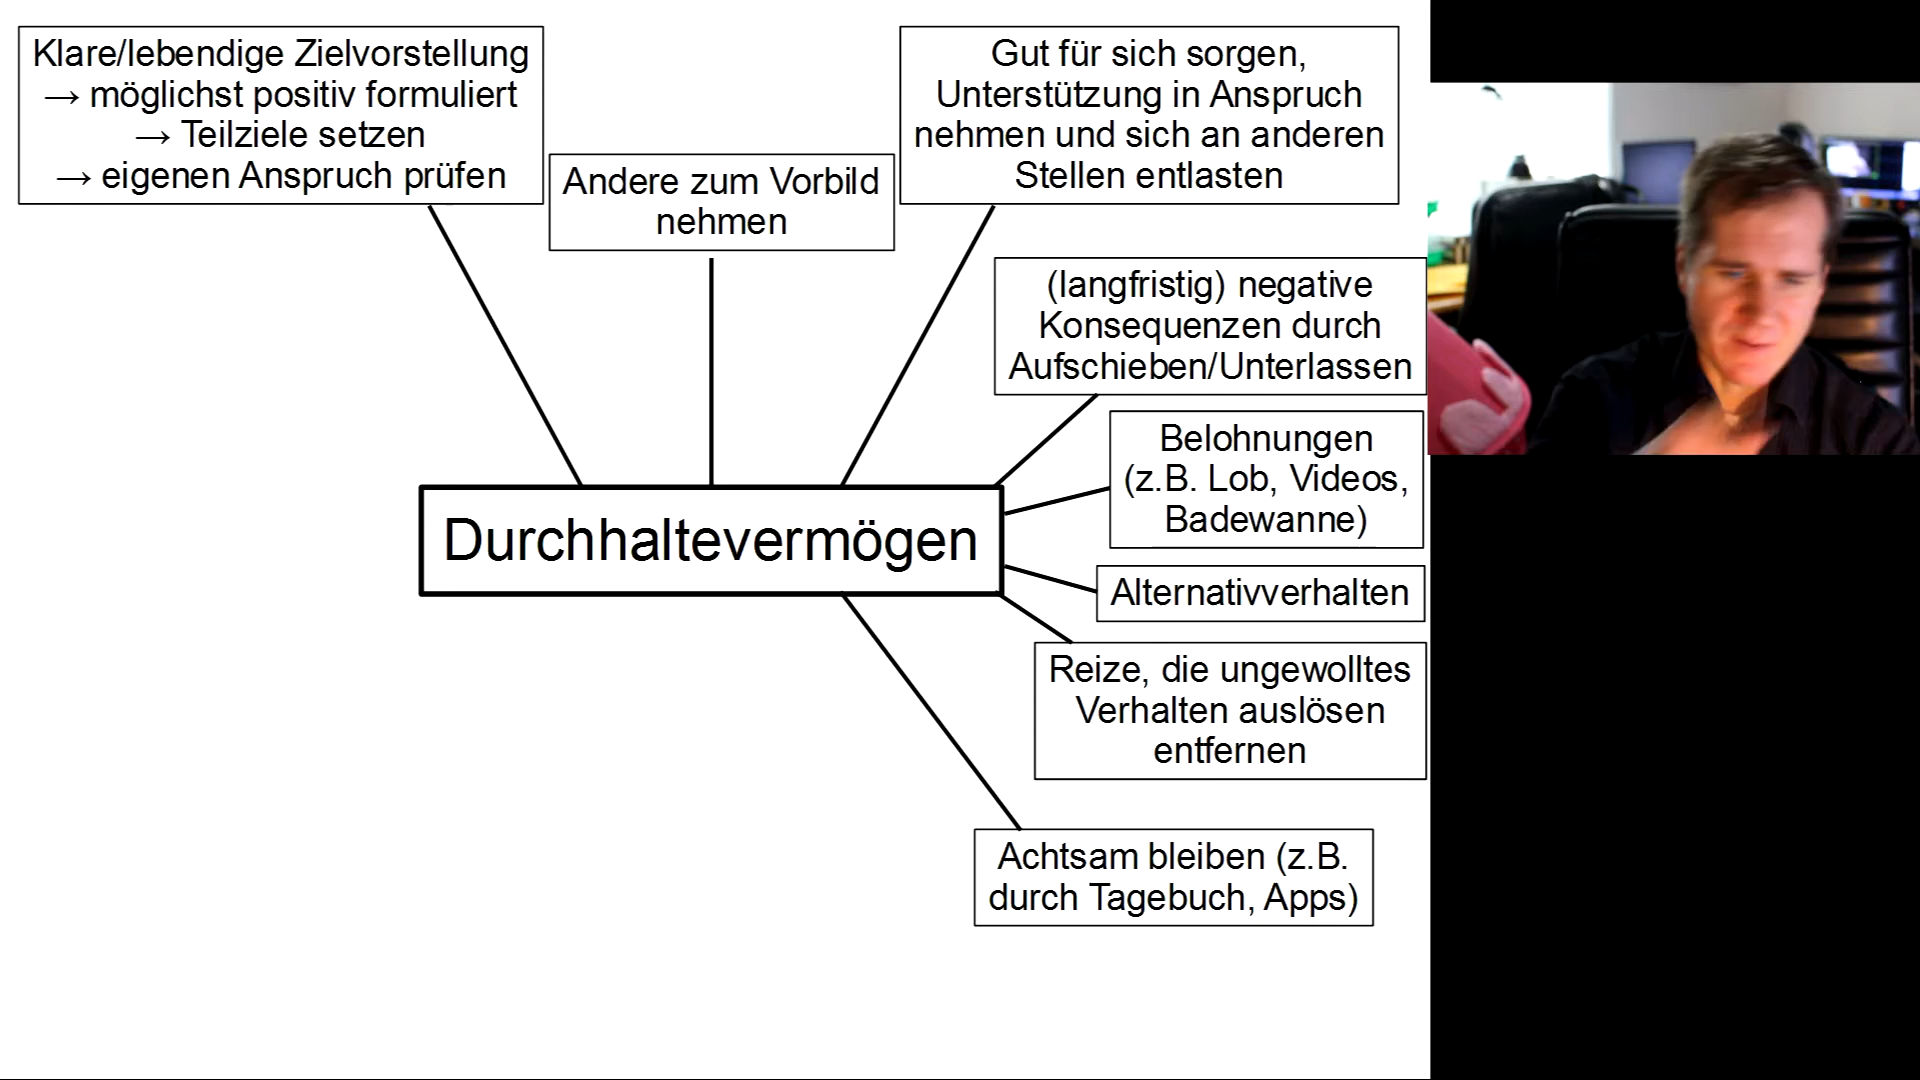 Klare/lebendige Zielvorstellung
→ möglichst positiv formuliert
→ Teilziele setzen
→ eigenen Anspruch prüfen
Andere zum Vorbild
nehmen
Gut für sich sorgen,
Unterstützung in Anspruch
nehmen und sich an anderen
Stellen entlasten
(langfristig) negative
Konsequenzen durch
Aufschieben/Unterlassen
Belohnungen
(z.B. Lob, Videos,
Badewanne)
Durchhaltevermögen
Alternativverhalten
Reize, die ungewolltes
Verhalten auslösen
entfernen
Achtsam bleiben (z.B.
durch Tagebuch, Apps)